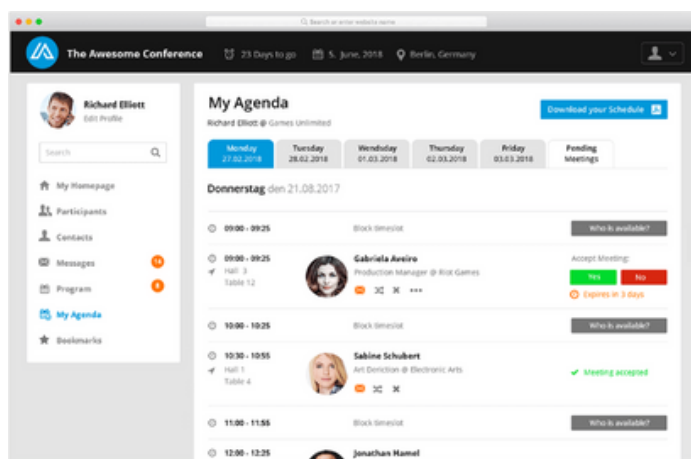 Search or enter website name
The Awesome Conference
23 Days to go
5. June, 2018
Berlin, Germany
Richard Elliott
Edit Profile
Search
My Homepage
Participants
Contacts
Messages 14
Program 6
My Agenda
Bookmarks
My Agenda
Richard Elliott @ Games Unlimited
Download your Schedule
Monday
27.02.2018
Tuesday
28.02.2018
Wendsday
01.03.2018
Thursday
02.03.2018
Friday
03.03.2018
Pending
Meetings
Donnerstag den 21.08.2017
09:00 - 09:25 Block timeslot Who is available?
09:00 - 09:25
Hall 3
Table 12
Gabriela Aveiro
Production Manager @ Riot Games
Accept Meeting:
Yes No
Expires in 3 days
10:00 - 10:25 Block timeslot Who is available?
10:30 - 10:55
Hall 1
Table 4
Sabine Schubert
Art Deriction @ Electronic Arts
Meeting accepted
11:00 - 11:55 Block timeslot Who is available?
12:00 - 12:25
Jonathan Hamel